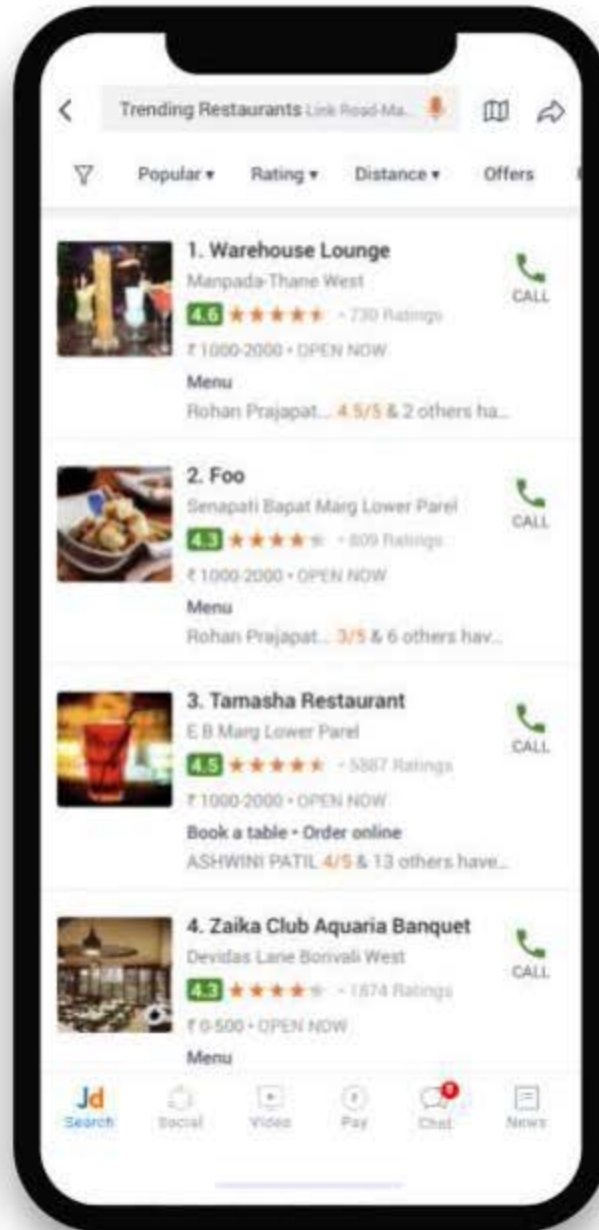 Trending Restaurants Link Road-Ma...
Popular ▾ Rating ▾ Distance ▾ Offers
1. Warehouse Lounge
Manpada-Thane West
CALL
4.6 ★★★★★ • 730 Ratings
₹ 1000-2000 • OPEN NOW
Menu
Rohan Prajapat... 4.5/5 & 2 others ha...
2. Foo
Senapati Bapat Marg Lower Parel
CALL
4.3 ★★★★★ • 809 Ratings
₹ 1000-2000 • OPEN NOW
Menu
Rohan Prajapat... 3/5 & 6 others hav...
3. Tamasha Restaurant
E B Marg Lower Parel
CALL
4.5 ★★★★★ • 5887 Ratings
₹ 1000-2000 • OPEN NOW
Book a table • Order online
ASHWINI PATIL 4/5 & 13 others have...
4. Zaika Club Aquaria Banquet
Devidas Lane Borivali West
CALL
4.3 ★★★★★ • 1874 Ratings
₹ 0-500 • OPEN NOW
Menu
Jd
Search Social Video Pay Chat News